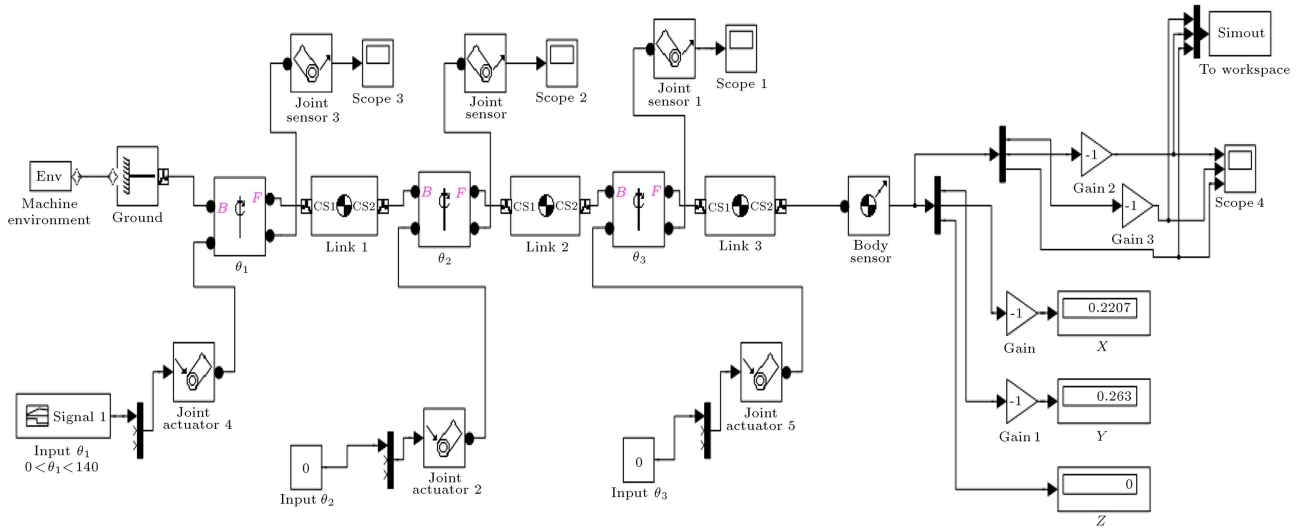 Simout
To workspace
Joint
sensor 3
Scope 3
Joint
sensor
Scope 2
Joint
sensor 1
Scope 1
Env
Machine
environment
Ground
B
F
θ1
CS1
CS2
Link 1
B
F
θ2
CS1
CS2
Link 2
B
F
θ3
CS1
CS2
Link 3
Body
sensor
-1
Gain 2
-1
Gain 3
Scope 4
-1
Gain
0.2207
X
-1
Gain 1
0.263
Y
0
Z
Signal 1
Input θ1
0<θ1<140
Joint
actuator 4
0
Input θ2
Joint
actuator 2
0
Input θ3
Joint
actuator 5